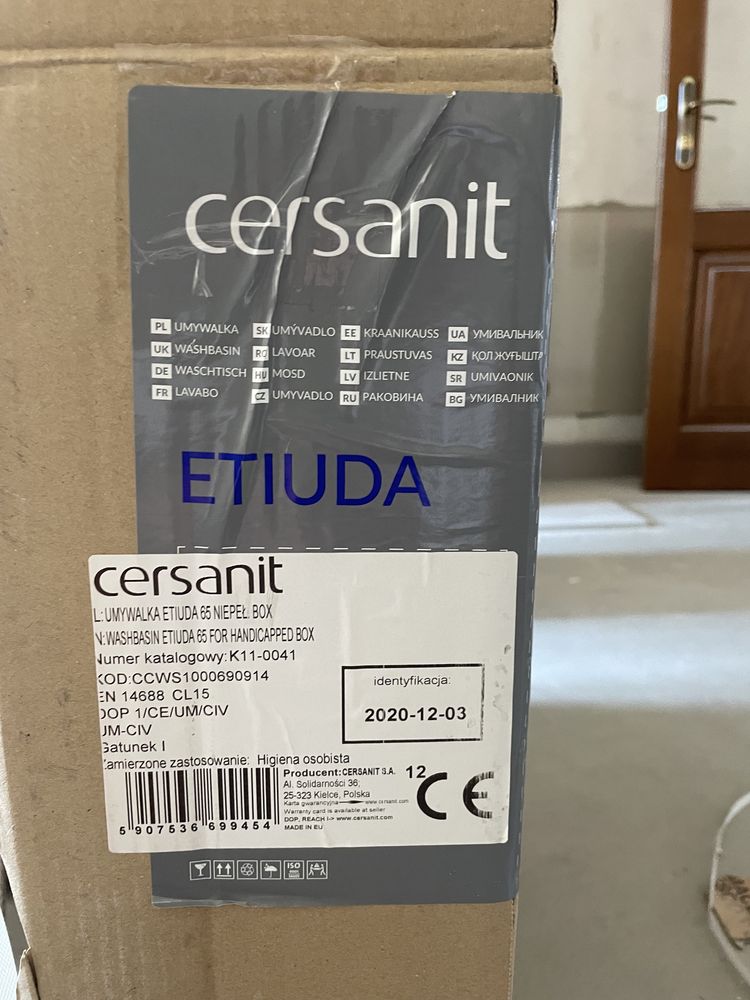 cersanit
PL UMYWALKA SK UMÝVADLO EE KRAANIKAUSS UA УМИВАЛЬНИК
UK WASHBASIN RO LAVOAR LT PRAUSTUVAS KZ ҚОЛ ЖУҒЫШТ
DE WASCHTISCH HU MOSD LV IZLIETNE SR UMIVAONIK
FR LAVABO CZ UMYVADLO RU РАКОВИНА BG УМИВАЛНИК
ETIUDA
cersanit
L:UMYWALKA ETIUDA 65 NIEPEŁ. BOX
N:WASHBASIN ETIUDA 65 FOR HANDICAPPED BOX
Numer katalogowy:K11-0041
KOD:CCWS1000690914
EN 14688 CL15
DOP 1/CE/UM/CIV
UM-CIV
Gatunek I
Zamierzone zastosowanie: Higiena osobista
identyfikacja:
2020-12-03
Producent:CERSANIT S.A.
Al. Solidarności 36;
25-323 Kielce, Polska
Karta gwarancyjna www.cersanit.com
Warranty card is available at seller
DOP, REACH I-> www.cersanit.com
MADE IN EU
12 CE
5 907536 699454
ISO